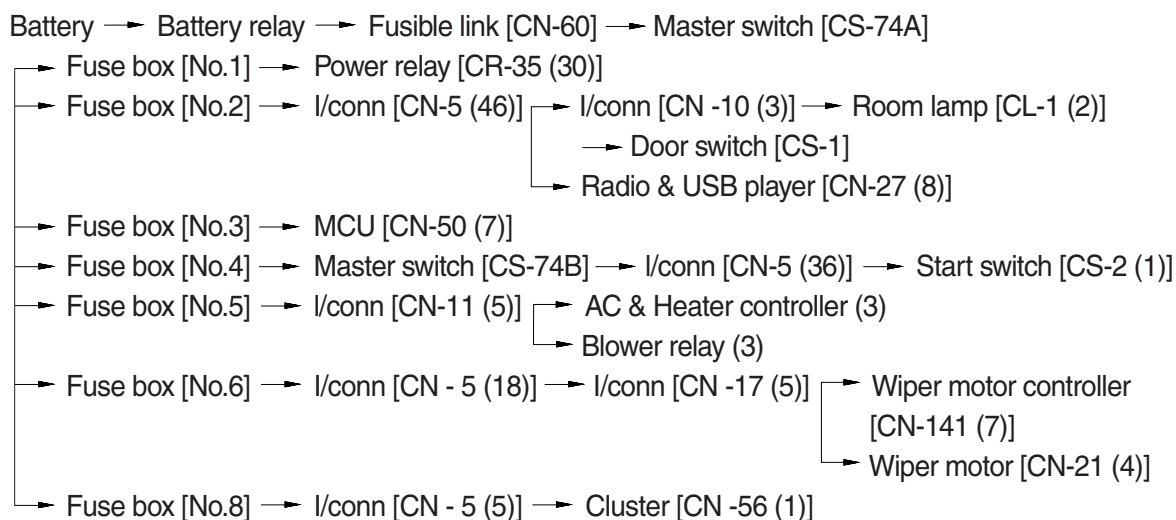 Battery → Battery relay → Fusible link [CN-60] → Master switch [CS-74A]
Fuse box [No.1] → Power relay [CR-35 (30)]
Fuse box [No.2] → I/conn [CN-5 (46)] → I/conn [CN -10 (3)] → Room lamp [CL-1 (2)]
→ Door switch [CS-1]
→ Radio & USB player [CN-27 (8)]
Fuse box [No.3] → MCU [CN-50 (7)]
Fuse box [No.4] → Master switch [CS-74B] → I/conn [CN-5 (36)] → Start switch [CS-2 (1)]
Fuse box [No.5] → I/conn [CN-11 (5)] → AC & Heater controller (3)
→ Blower relay (3)
Fuse box [No.6] → I/conn [CN - 5 (18)] → I/conn [CN -17 (5)] → Wiper motor controller
[CN-141 (7)]
→ Wiper motor [CN-21 (4)]
Fuse box [No.8] → I/conn [CN - 5 (5)] → Cluster [CN -56 (1)]